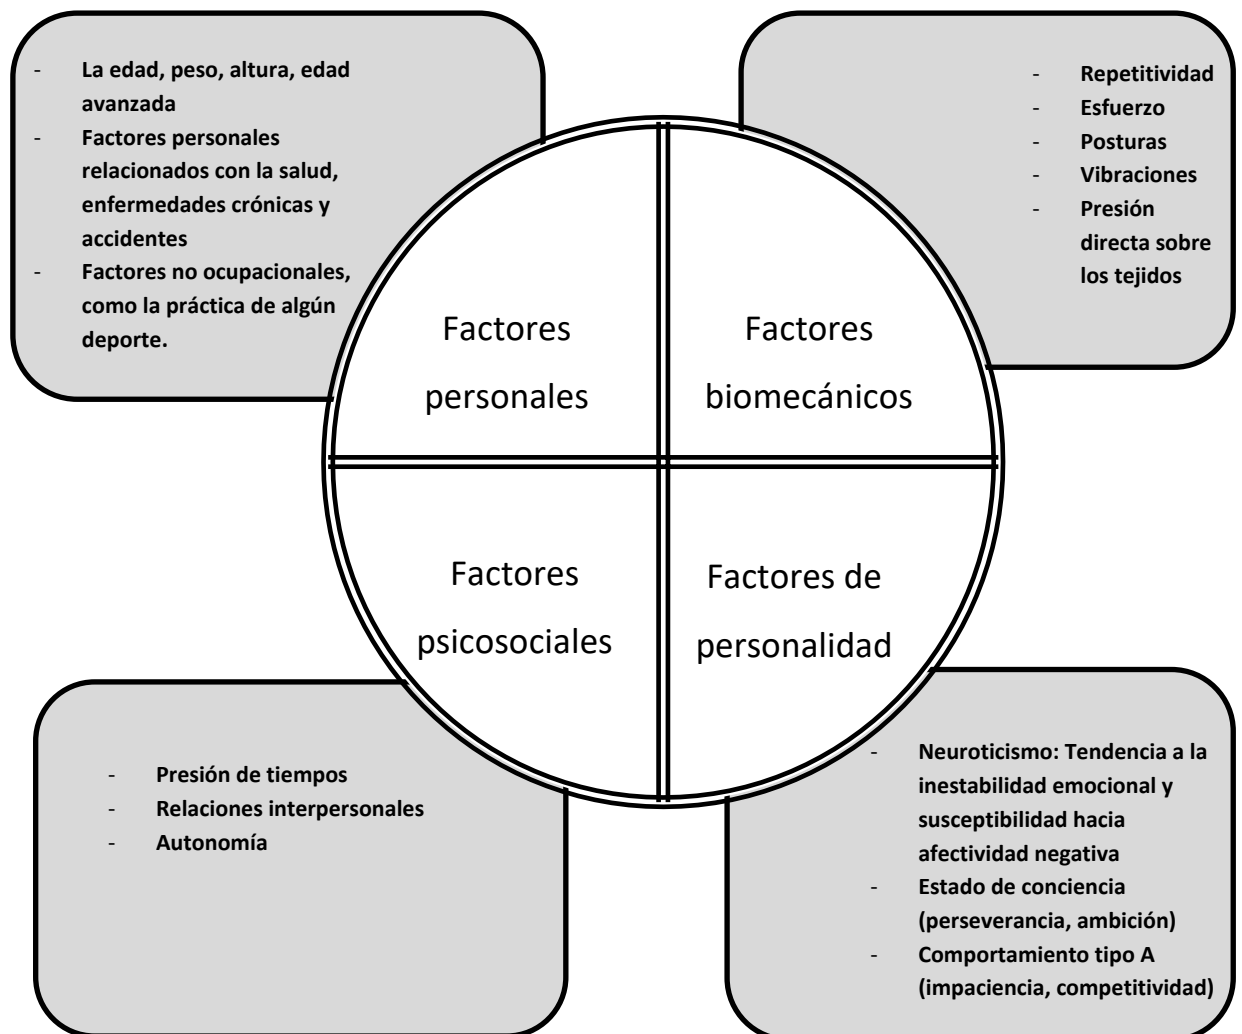 - La edad, peso, altura, edad
avanzada
- Factores personales
relacionados con la salud,
enfermedades crónicas y
accidentes
- Factores no ocupacionales,
como la práctica de algún
deporte.
- Repetitividad
- Esfuerzo
- Posturas
- Vibraciones
- Presión
directa sobre
los tejidos
Factores
personales
Factores
biomecánicos
Factores
psicosociales
Factores de
personalidad
- Presión de tiempos
- Relaciones interpersonales
- Autonomía
- Neuroticismo: Tendencia a la
inestabilidad emocional y
susceptibilidad hacia
afectividad negativa
- Estado de conciencia
(perseverancia, ambición)
- Comportamiento tipo A
(impaciencia, competitividad)